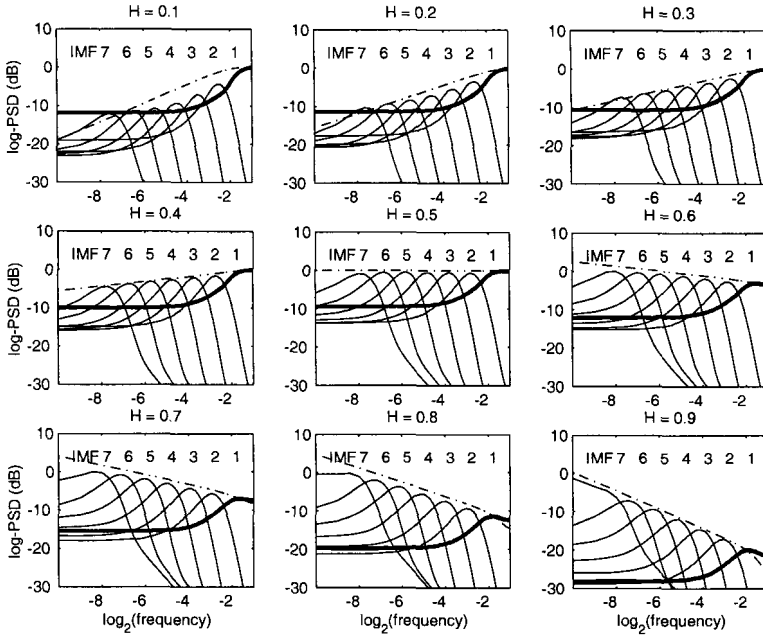 H = 0.1 H = 0.2 H = 0.3
10 10 10
IMF 7 6 5 4 3 2 1 IMF 7 6 5 4 3 2 1 IMF 7 6 5 4 3 2 1
0 0 0
log-PSD (dB)
-10 -10 -10
-20 -20 -20
-30 -30 -30
-8 -6 -4 -2 -8 -6 -4 -2 -8 -6 -4 -2
H = 0.4 H = 0.5 H = 0.6
10 10 10
IMF 7 6 5 4 3 2 1 IMF 7 6 5 4 3 2 1 IMF 7 6 5 4 3 2 1
0 0 0
log-PSD (dB)
-10 -10 -10
-20 -20 -20
-30 -30 -30
-8 -6 -4 -2 -8 -6 -4 -2 -8 -6 -4 -2
H = 0.7 H = 0.8 H = 0.9
10 10 10
IMF 7 6 5 4 3 2 1 IMF 7 6 5 4 3 2 1 IMF 7 6 5 4 3 2 1
0 0 0
log-PSD (dB)
-10 -10 -10
-20 -20 -20
-30 -30 -30
-8 -6 -4 -2 -8 -6 -4 -2 -8 -6 -4 -2
log2(frequency) log2(frequency) log2(frequency)